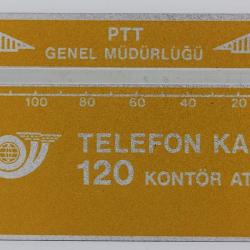 PTT
GENEL MÜDÜRLÜĞÜ
100 80 60 40 20
TELEFON KA
120 KONTÖR AT